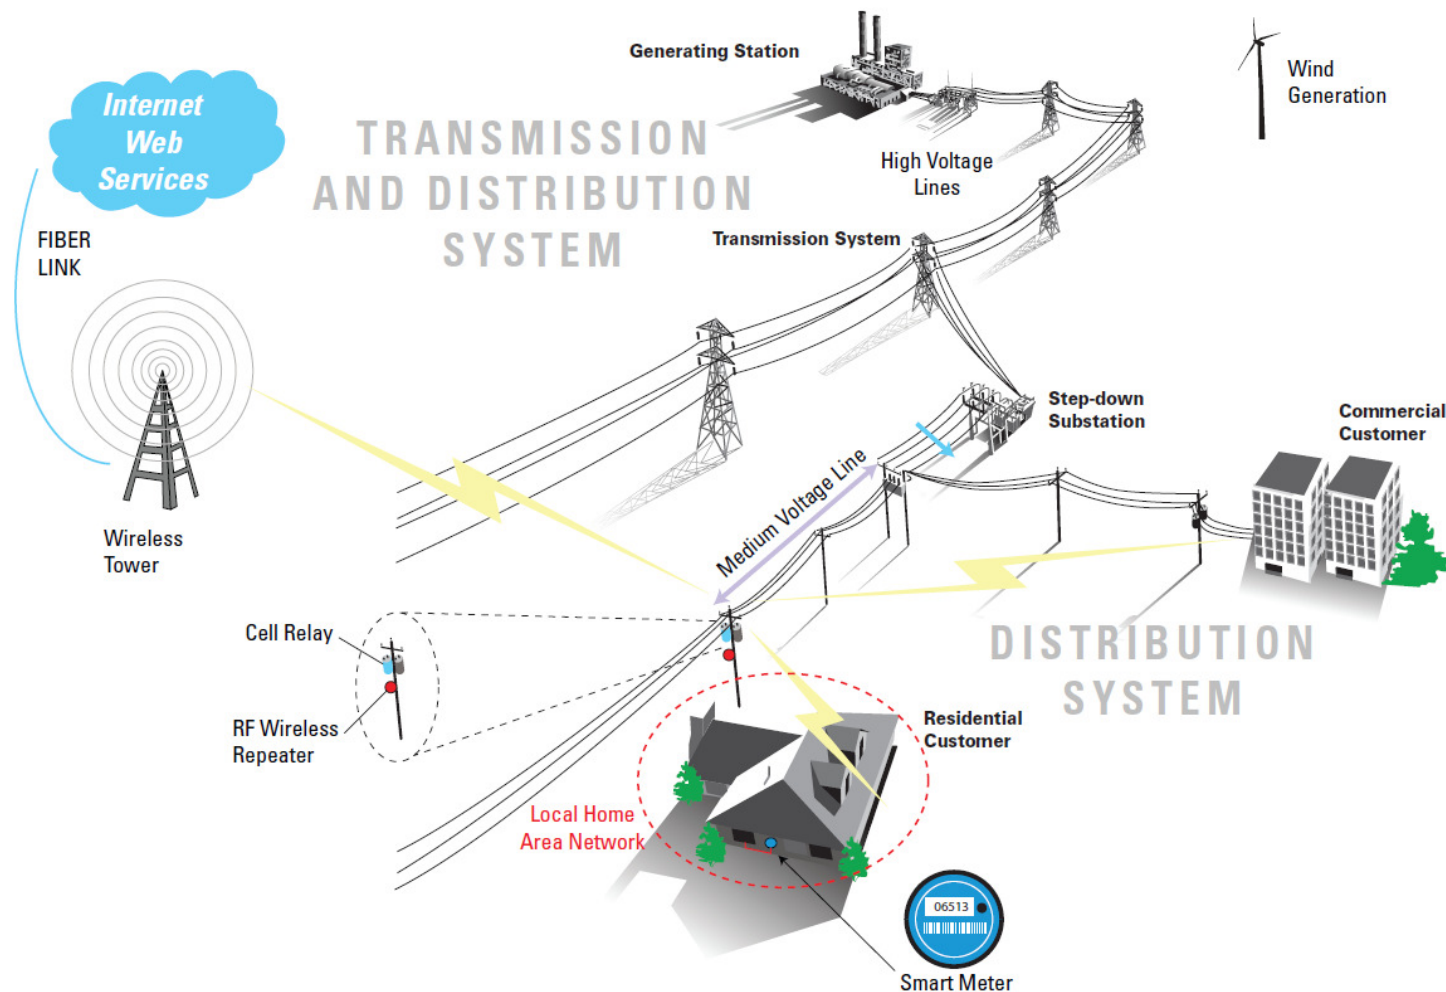 Generating Station
Wind
Generation
Internet
Web
Services
TRANSMISSION
AND DISTRIBUTION
SYSTEM
High Voltage
Lines
FIBER
LINK
Transmission System
Step-down
Substation
Commercial
Customer
Medium Voltage Line
Wireless
Tower
Cell Relay
RF Wireless
Repeater
DISTRIBUTION
SYSTEM
Residential
Customer
Local Home
Area Network
06513
Smart Meter